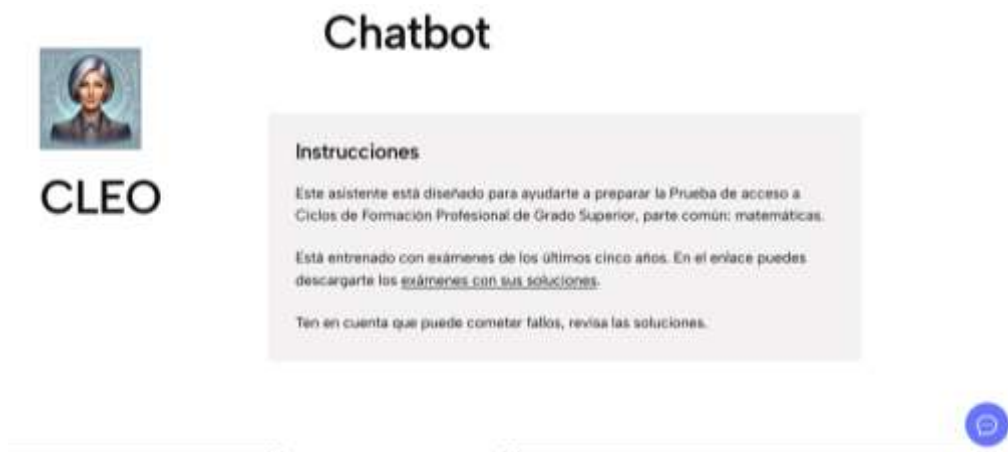 Chatbot
CLEO
Instrucciones
Este asistente está diseñado para ayudarte a preparar la Prueba de acceso a
Ciclos de Formación Profesional de Grado Superior, parte común: matemáticas.
Está entrenado con exámenes de los últimos cinco años. En el enlace puedes
descargarte los exámenes con sus soluciones.
Ten en cuenta que puede cometer fallos, revisa las soluciones.